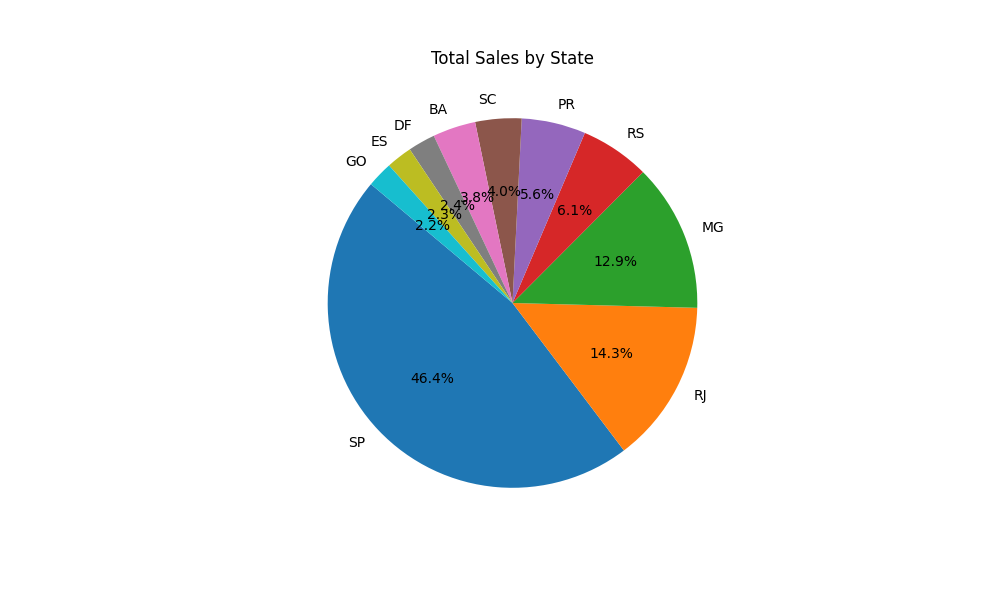 Total Sales by State
SC
PR
BA
DF
RS
ES
GO
MG
RJ
SP
4.0%
5.6%
3.8%
2.4%
6.1%
2.3%
2.2%
12.9%
14.3%
46.4%